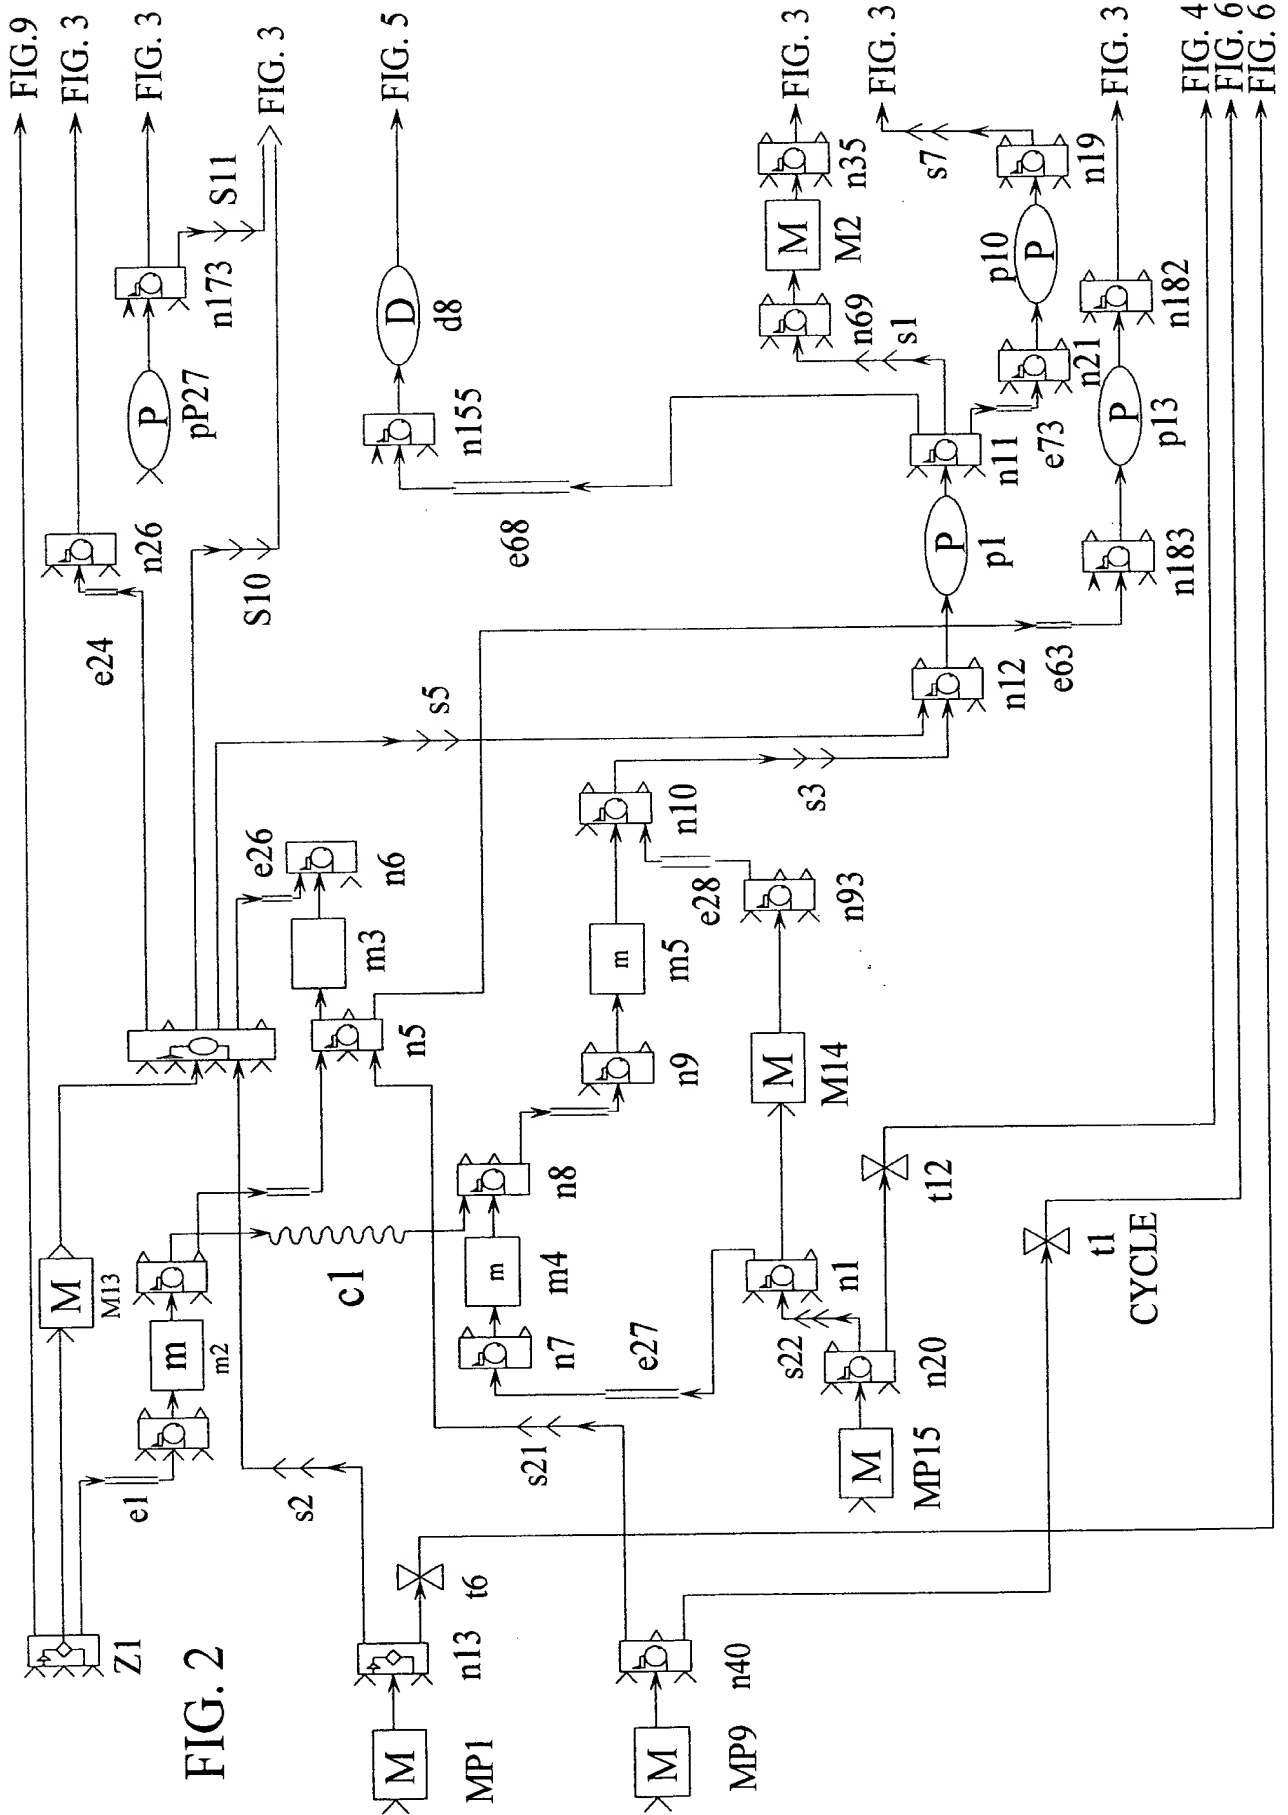 FIG. 2
Z1
MP1
n13
t6
MP9
n40
e1
s2
s21
M
M13
m
m2
c1
n7
m
m4
n8
e27
MP15
M
n20
s22
n1
t12
t1
CYCLE
M
M
M
M14
n93
e28
n9
m
m5
n10
s3
n5
m3
n6
e26
s5
e24
n26
S10
P
pP27
n173
S11
e68
n155
D
d8
n12
P
p1
n11
e63
n183
P
p13
n182
e73
n21
P
p10
n19
s7
s1
n69
M
M2
n35
FIG.9
FIG. 3
FIG. 3
FIG. 3
FIG. 5
FIG. 3
FIG. 3
FIG. 3
FIG. 4
FIG. 6
FIG. 6